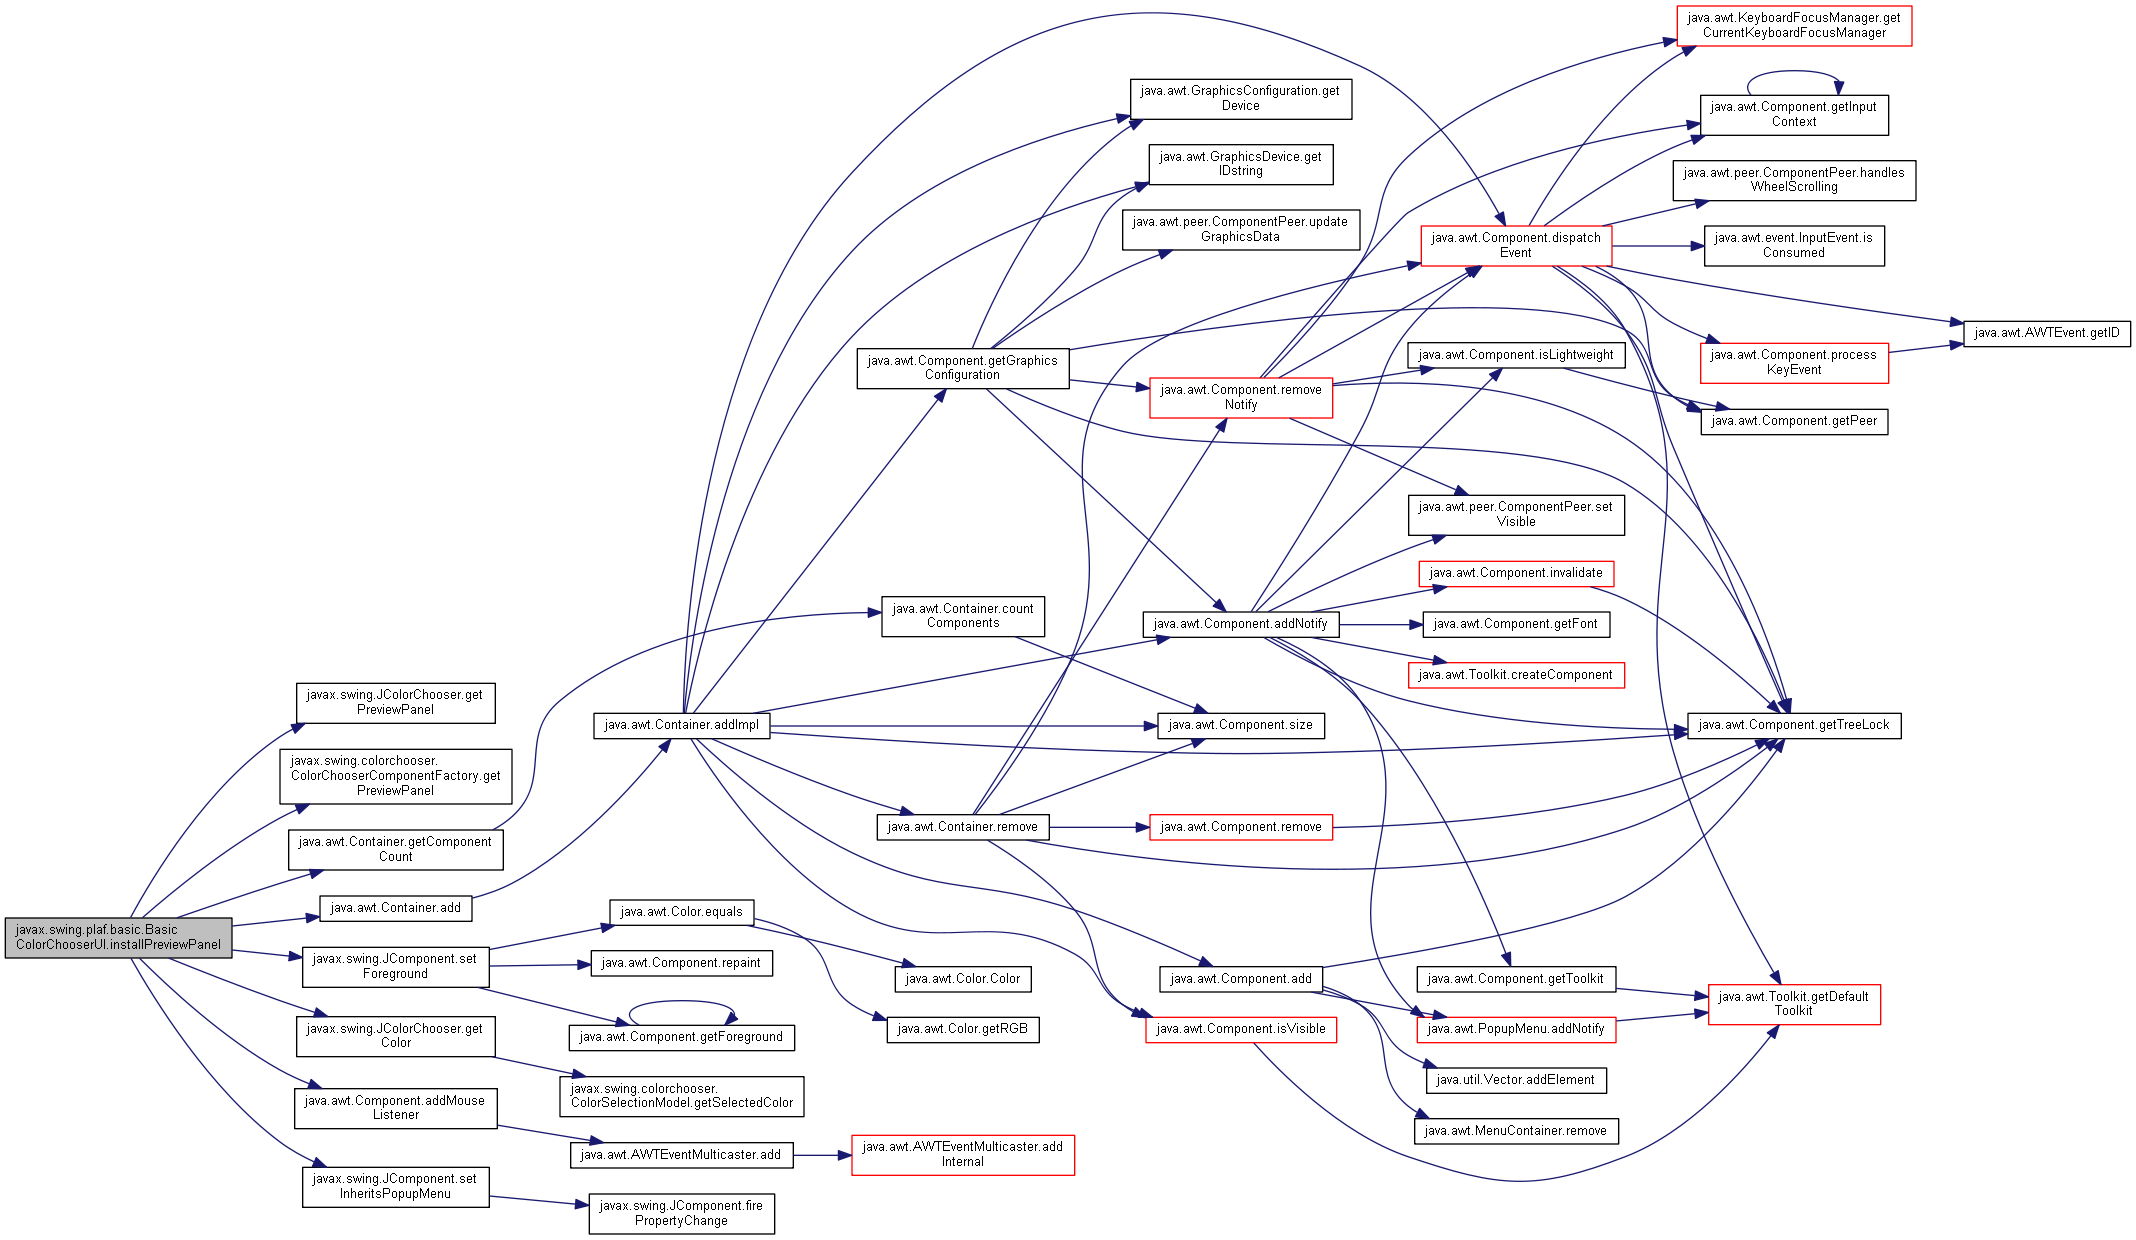 java.awt.KeyboardFocusManager.get
CurrentKeyboardFocusManager
java.awt.GraphicsConfiguration.get
Device
java.awt.Component.getInput
Context
java.awt.GraphicsDevice.get
IDstring
java.awt.peer.ComponentPeer.handles
WheelScrolling
java.awt.peer.ComponentPeer.update
GraphicsData
java.awt.Component.dispatch
Event
java.awt.event.InputEvent.is
Consumed
java.awt.AWTEvent.getID
java.awt.Component.getGraphics
Configuration
java.awt.Component.isLightweight
java.awt.Component.process
KeyEvent
java.awt.Component.remove
Notify
java.awt.Component.getPeer
java.awt.peer.ComponentPeer.set
Visible
java.awt.Component.invalidate
java.awt.Container.count
Components
java.awt.Component.addNotify
java.awt.Component.getFont
java.awt.Toolkit.createComponent
javax.swing.JColorChooser.get
PreviewPanel
java.awt.Container.addImpl
java.awt.Component.size
java.awt.Component.getTreeLock
javax.swing.colorchooser.
ColorChooserComponentFactory.get
PreviewPanel
java.awt.Container.remove
java.awt.Component.remove
java.awt.Container.getComponent
Count
java.awt.Container.add
java.awt.Color.equals
javax.swing.plaf.basic.Basic
ColorChooserUI.installPreviewPanel
javax.swing.JComponent.set
Foreground
java.awt.Component.repaint
java.awt.Color.Color
java.awt.Component.add
java.awt.Component.getToolkit
java.awt.Toolkit.getDefault
Toolkit
javax.swing.JColorChooser.get
Color
java.awt.Component.getForeground
java.awt.Color.getRGB
java.awt.Component.isVisible
java.awt.PopupMenu.addNotify
java.util.Vector.addElement
javax.swing.colorchooser.
ColorSelectionModel.getSelectedColor
java.awt.Component.addMouse
Listener
java.awt.MenuContainer.remove
java.awt.AWTEventMulticaster.add
java.awt.AWTEventMulticaster.add
Internal
javax.swing.JComponent.set
InheritsPopupMenu
javax.swing.JComponent.fire
PropertyChange